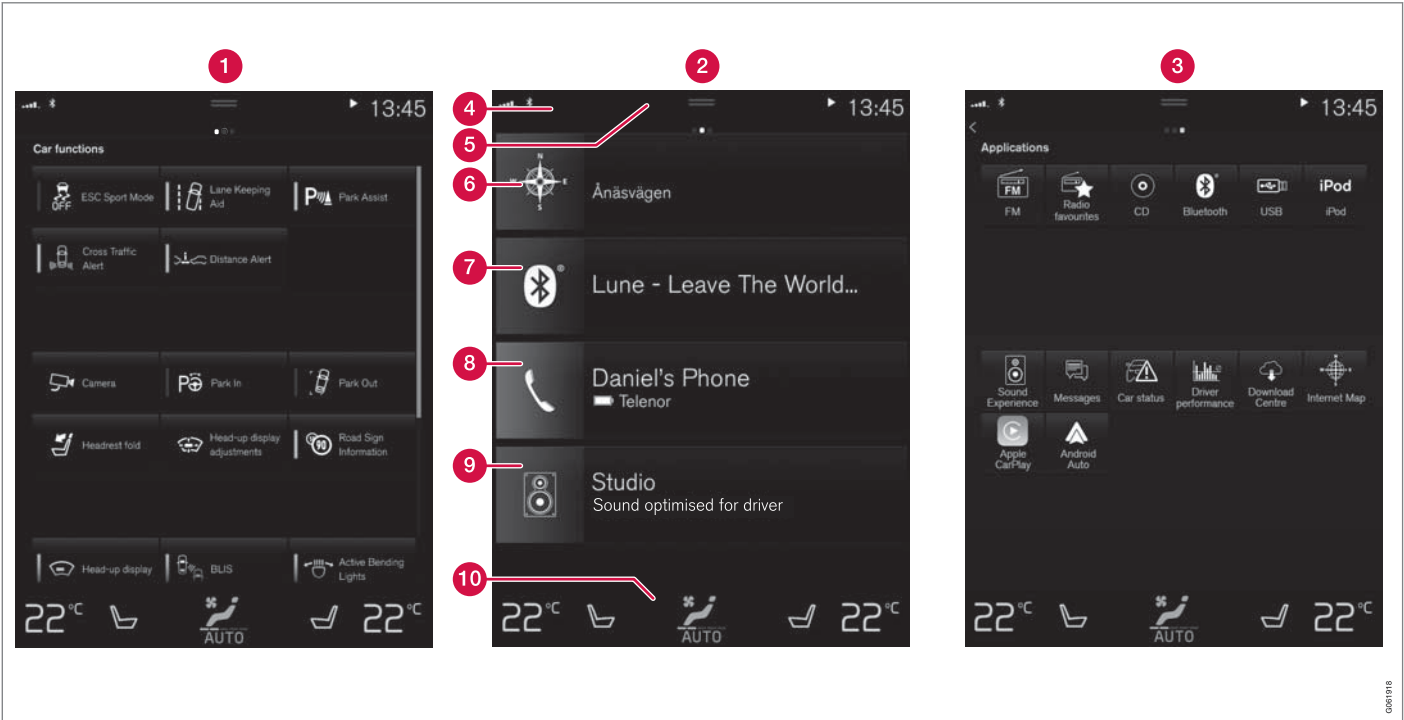 1
2
3
13:45
Car functions
ESC Sport Mode
OFF
Lane Keeping
Aid
P
Park Assist
Cross Traffic
Alert
Distance Alert
Camera
P
Park In
Park Out
Headrest fold
Head-up display
adjustments
90
Road Sign
Information
Head-up display
BLIS
Active Bending
Lights
22°C
AUTO
22°C
4
13:45
5
6
N
W
E
S
Ånäsvägen
7
Lune - Leave The World...
8
Daniel's Phone
Telenor
9
Studio
Sound optimised for driver
10
22°C
AUTO
22°C
13:45
Applications
FM
FM
Radio
favourites
CD
Bluetooth
USB
iPod
iPod
Sound
Experience
Messages
Car status
Driver
performance
Download
Centre
Internet Map
Apple
CarPlay
Android
Auto
22°C
AUTO
22°C
G061918